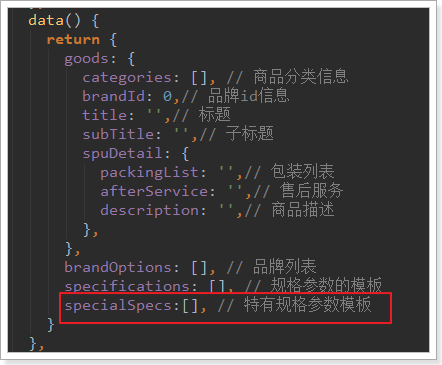 data() {
return {
goods: {
categories: [], // 商品分类信息
brandId: 0,// 品牌id信息
title: '',// 标题
subTitle: '',// 子标题
spuDetail: {
packingList: '',// 包装列表
afterService: '',// 售后服务
description: '',// 商品描述
},
},
brandOptions: [], // 品牌列表
specifications: [], // 规格参数的模板
specialSpecs:[], // 特有规格参数模板
}
},